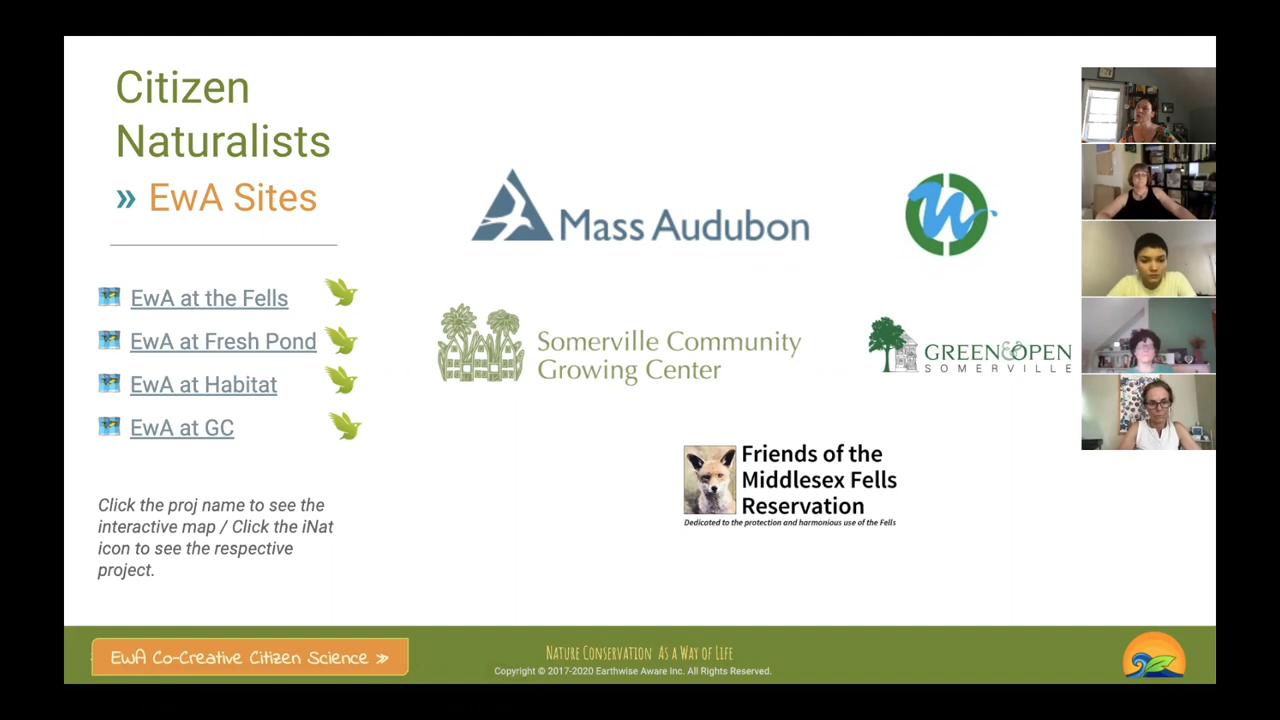 Citizen
Naturalists
» EwA Sites
EwA at the Fells
EwA at Fresh Pond
EwA at Habitat
EwA at GC
Click the proj name to see the
interactive map / Click the iNat
icon to see the respective
project.
Mass Audubon
Somerville Community
Growing Center
GREEN&OPEN
SOMERVILLE
Friends of the
Middlesex Fells
Reservation
Dedicated to the protection and harmonious use of the Fells
EwA Co-Creative Citizen Science »
Nature Conservation As a Way of Life
Copyright © 2017-2020 Earthwise Aware Inc. All Rights Reserved.